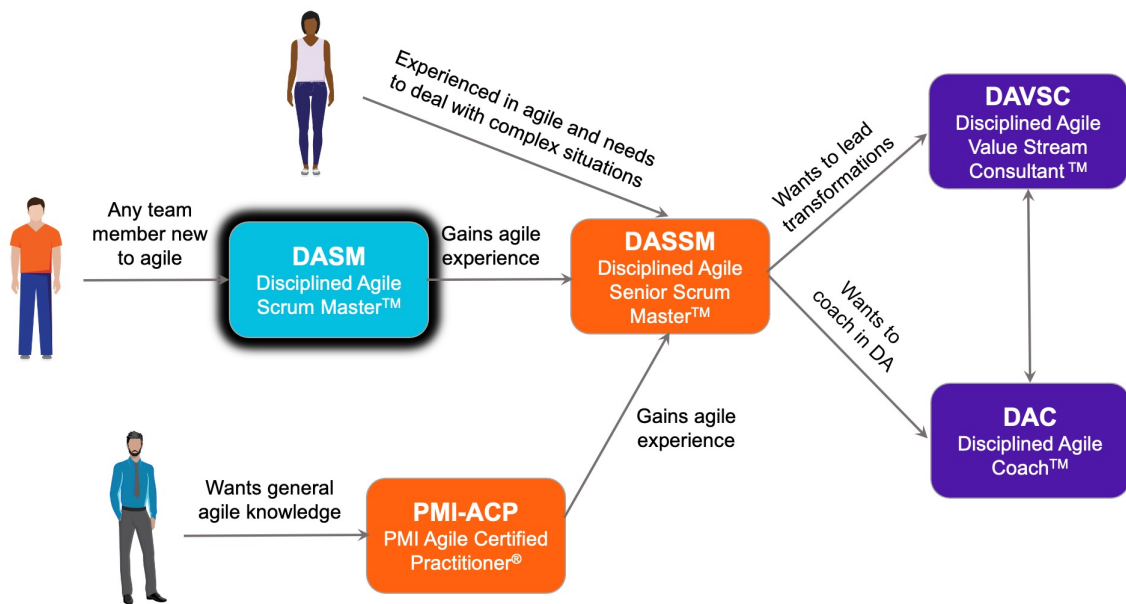 Experienced in agile and needs
to deal with complex situations
DAVSC
Disciplined Agile
Value Stream
Consultant™
Wants to lead
transformations
Any team
member new
to agile
DASM
Disciplined Agile
Scrum Master™
Gains agile
experience
DASSM
Disciplined Agile
Senior Scrum
Master™
Wants to
coach in DA
DAC
Disciplined Agile
Coach™
Gains agile
experience
Wants general
agile knowledge
PMI-ACP
PMI Agile Certified
Practitioner®